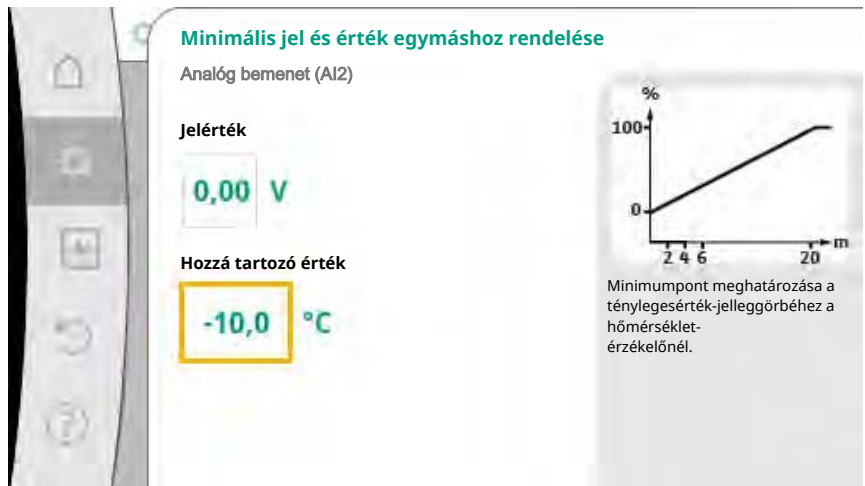 Minimális jel és érték egymáshoz rendelése
Analóg bemenet (AI2)
Jelérték
0,00 V
Hozzá tartozó érték
-10,0 °C
%
100
0
2 4 6 20 m
Minimumpont meghatározása a
ténylegesérték-jelleggörbéhez a
hőmérséklet-
érzékelőnél.
?